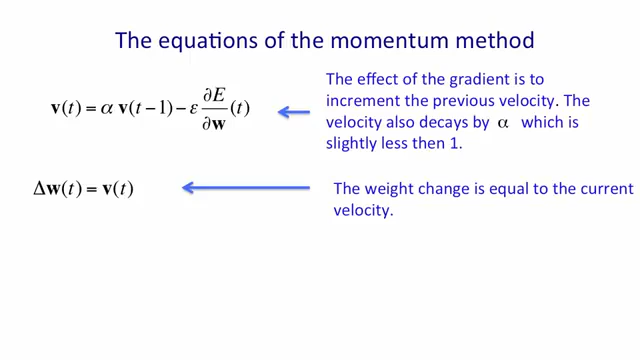 The equations of the momentum method
v(t) = α v(t − 1) − ε ∂E/∂w (t)
The effect of the gradient is to
increment the previous velocity. The
velocity also decays by α which is
slightly less then 1.
Δw(t) = v(t)
The weight change is equal to the current
velocity.